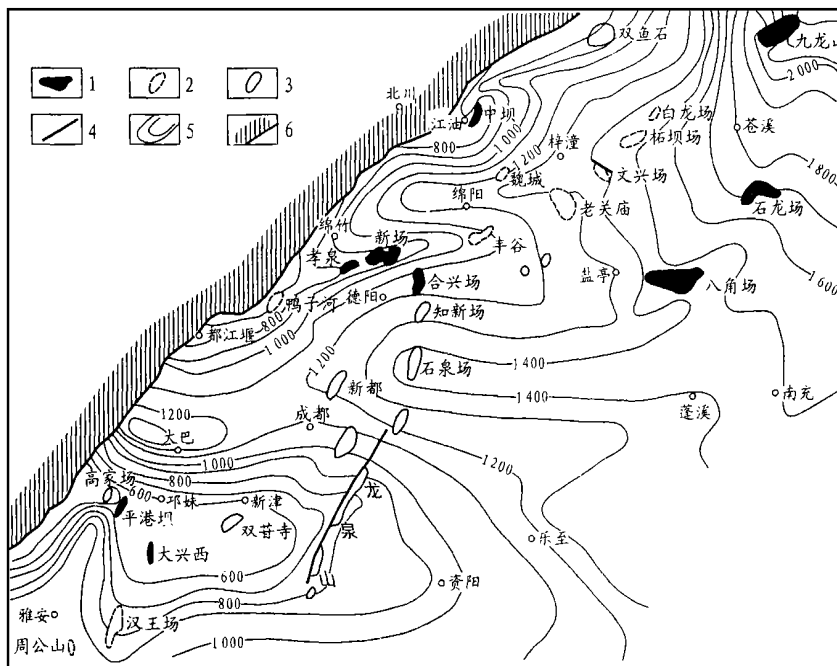 1 2 3
4 5 6
双鱼石
九龙山
2000
北川
江油
中坝
1000
800
1200
梓潼
白龙场
柘坝场
苍溪
1800
魏城
文兴场
绵阳
老关庙
石龙场
绵竹
新场
孝泉
丰谷
1600
合兴场
盐亭
八角场
鸭子河
德阳
知新场
800
都江堰
1000
1200
石泉场
1400
新都
1400
蓬溪
南充
1200
成都
大巴
1200
1000
800
高家场
600
邛妹
新津
龙
平港坝
双苷寺
泉
乐至
大兴西
山
600
资阳
800
雅安
汉王场
1000
周公山